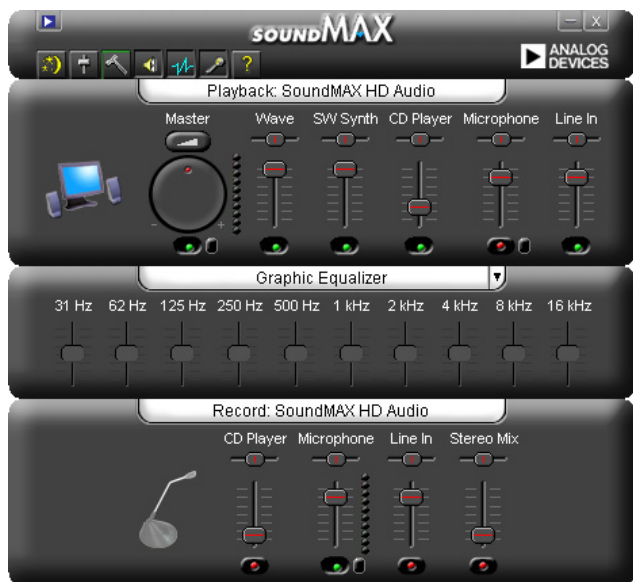 SOUNDMAX
ANALOG
DEVICES
Playback: SoundMAX HD Audio
Master Wave SW Synth CD Player Microphone Line In
- +
Graphic Equalizer
31 Hz 62 Hz 125 Hz 250 Hz 500 Hz 1 kHz 2 kHz 4 kHz 8 kHz 16 kHz
Record: SoundMAX HD Audio
CD Player Microphone Line In Stereo Mix